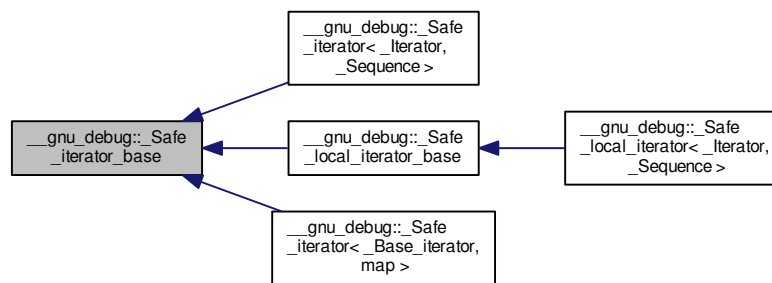 __gnu_debug::_Safe
_iterator< _Iterator,
_Sequence >
__gnu_debug::_Safe
_iterator_base
__gnu_debug::_Safe
_local_iterator_base
__gnu_debug::_Safe
_local_iterator< _Iterator,
_Sequence >
__gnu_debug::_Safe
_iterator< _Base_iterator,
map >